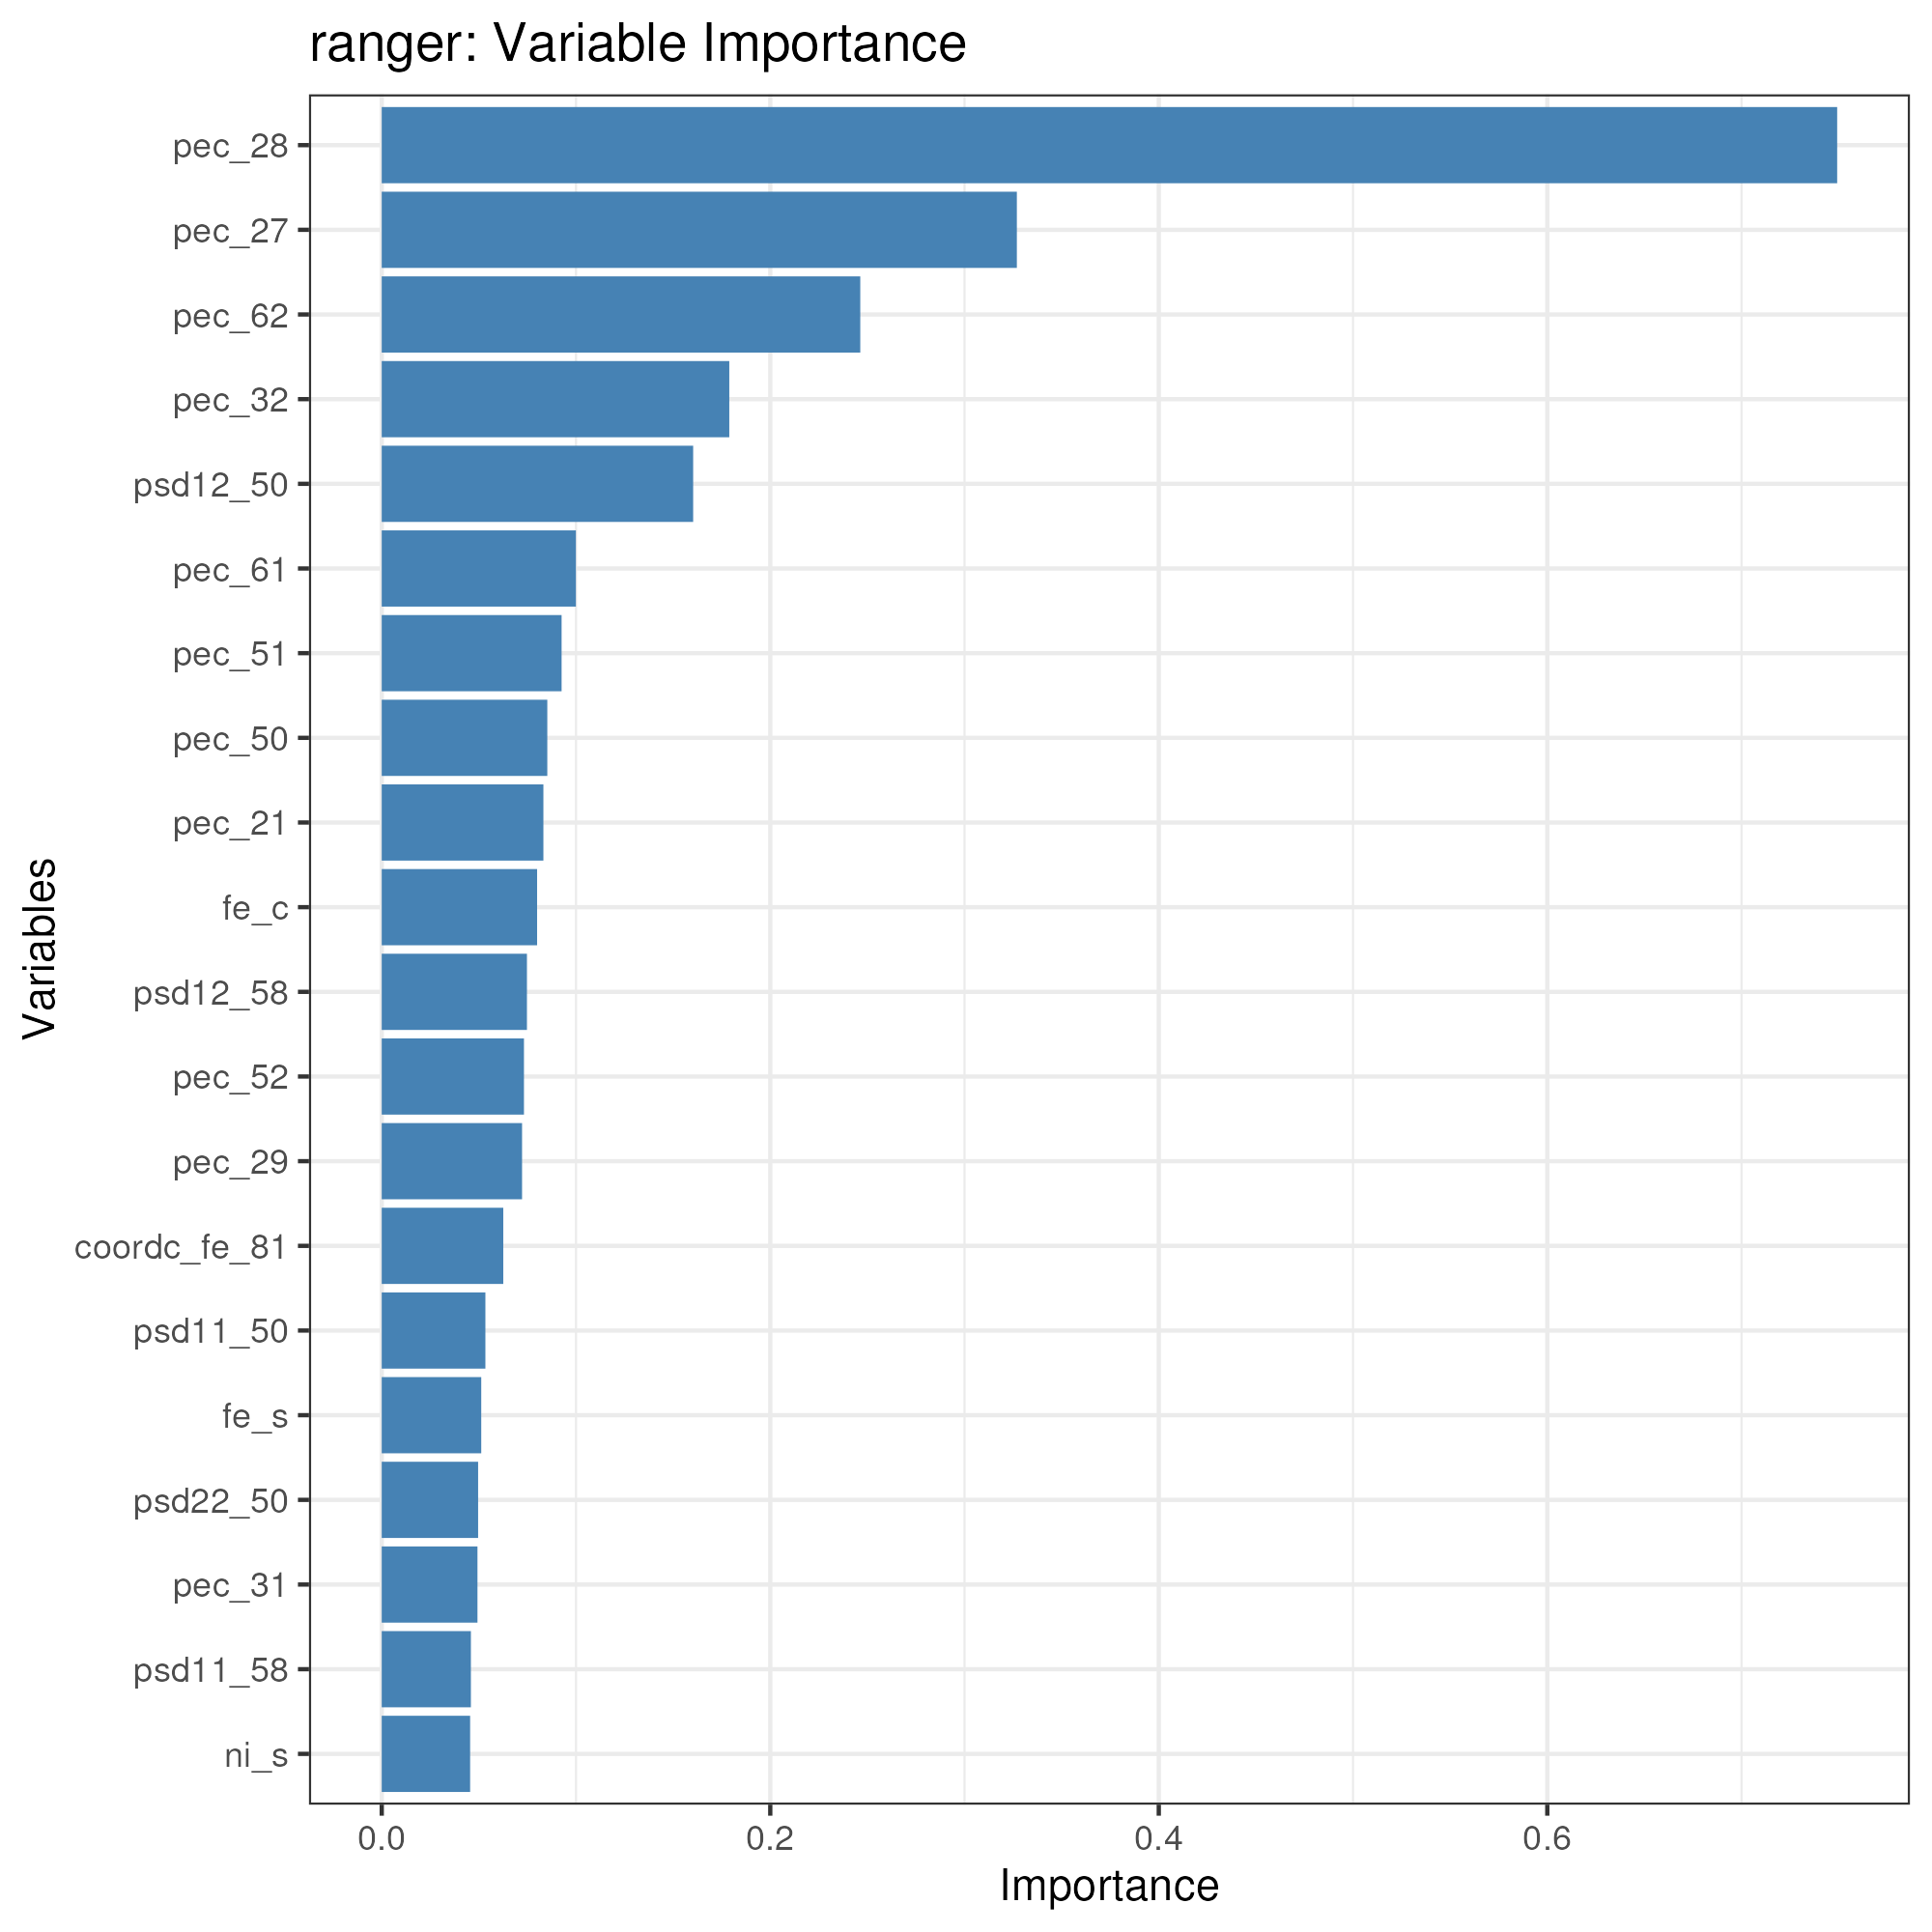 ranger: Variable Importance
pec_28
pec_27
pec_62
pec_32
psd12_50
pec_61
pec_51
pec_50
pec_21
fe_c
psd12_58
pec_52
pec_29
coordc_fe_81
psd11_50
fe_s
psd22_50
pec_31
psd11_58
ni_s
Variables
0.0 0.2 0.4 0.6
Importance